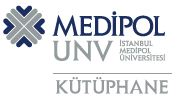 MEDİPOL
UNV İSTANBUL
MEDİPOL
ÜNİVERSİTESİ
KÜTÜPHANE